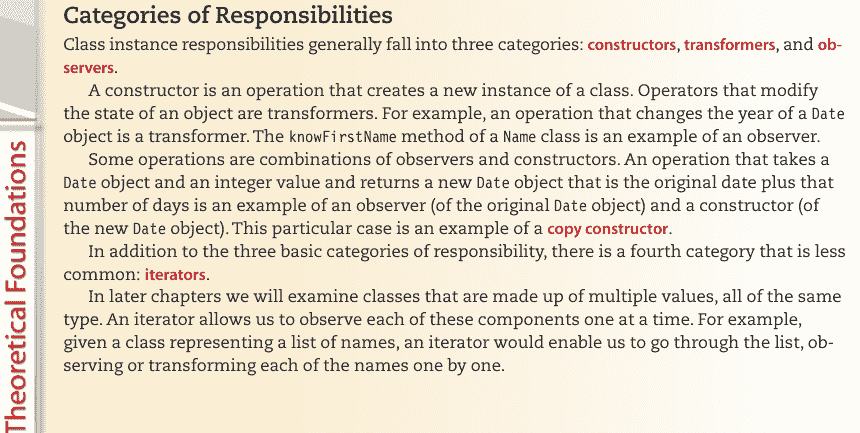 Categories of Responsibilities
Class instance responsibilities generally fall into three categories: constructors, transformers, and ob-
servers.
A constructor is an operation that creates a new instance of a class. Operators that modify
the state of an object are transformers. For example, an operation that changes the year of a Date
object is a transformer. The knowFirstName method of a Name class is an example of an observer.
Some operations are combinations of observers and constructors. An operation that takes a
Date object and an integer value and returns a new Date object that is the original date plus that
number of days is an example of an observer (of the original Date object) and a constructor (of
the new Date object). This particular case is an example of a copy constructor.
In addition to the three basic categories of responsibility, there is a fourth category that is less
common: iterators.
In later chapters we will examine classes that are made up of multiple values, all of the same
type. An iterator allows us to observe each of these components one at a time. For example,
given a class representing a list of names, an iterator would enable us to go through the list, ob-
serving or transforming each of the names one by one.
Theoretical Foundations